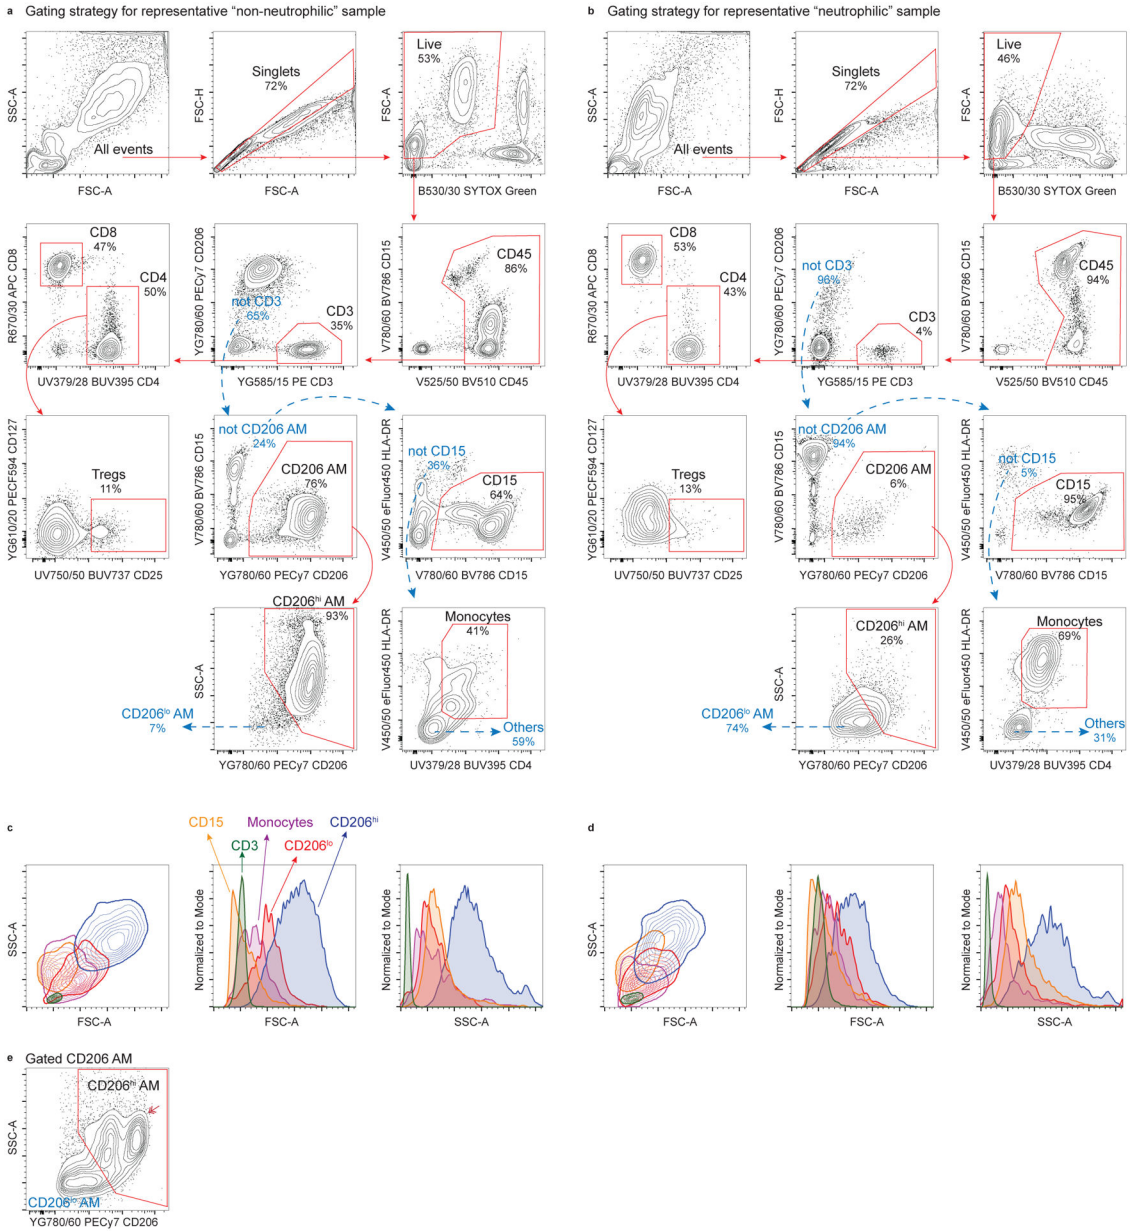 a Gating strategy for representative “non-neutrophilic” sample
SSC-A
All events
FSC-A
FSC-H
Singlets
72%
FSC-A
FSC-A
Live
53%
B530/30 SYTOX Green
R670/30 APC CD8
CD8
47%
CD4
50%
UV379/28 BUV395 CD4
YG780/60 PECy7 CD206
not CD3
65%
CD3
35%
YG585/15 PE CD3
V780/60 BV786 CD15
CD45
86%
V525/50 BV510 CD45
YG610/20 PECF594 CD127
Tregs
11%
UV750/50 BUV737 CD25
V780/60 BV786 CD15
not CD206 AM
24%
CD206 AM
76%
YG780/60 PECy7 CD206
V450/50 eFluor450 HLA-DR
not CD15
36%
CD15
64%
V780/60 BV786 CD15
SSC-A
CD206hi AM
93%
CD206lo AM
7%
YG780/60 PECy7 CD206
V450/50 eFluor450 HLA-DR
Monocytes
41%
Others
59%
UV379/28 BUV395 CD4
b Gating strategy for representative “neutrophilic” sample
SSC-A
All events
FSC-A
FSC-H
Singlets
72%
FSC-A
FSC-A
Live
46%
B530/30 SYTOX Green
R670/30 APC CD8
CD8
53%
CD4
43%
UV379/28 BUV395 CD4
YG780/60 PECy7 CD206
not CD3
96%
CD3
4%
YG585/15 PE CD3
V780/60 BV786 CD15
CD45
94%
V525/50 BV510 CD45
YG610/20 PECF594 CD127
Tregs
13%
UV750/50 BUV737 CD25
V780/60 BV786 CD15
not CD206 AM
94%
CD206 AM
6%
YG780/60 PECy7 CD206
V450/50 eFluor450 HLA-DR
not CD15
5%
CD15
95%
V780/60 BV786 CD15
SSC-A
CD206hi AM
26%
CD206lo AM
74%
YG780/60 PECy7 CD206
V450/50 eFluor450 HLA-DR
Monocytes
69%
Others
31%
UV379/28 BUV395 CD4
c
SSC-A
FSC-A
CD15
CD3
Monocytes
CD206lo
CD206hi
Normalized to Mode
FSC-A
Normalized to Mode
SSC-A
d
SSC-A
FSC-A
Normalized to Mode
FSC-A
Normalized to Mode
SSC-A
e Gated CD206 AM
SSC-A
CD206hi AM
CD206lo AM
YG780/60 PECy7 CD206